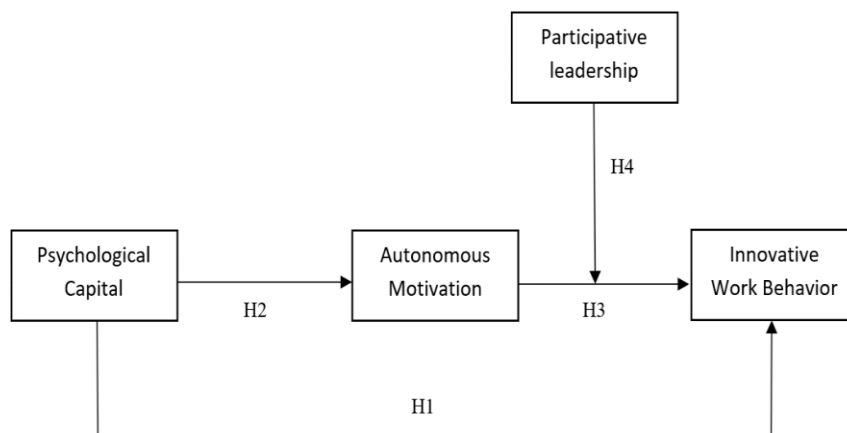 Participative
leadership
H4
Psychological
Capital
H2
Autonomous
Motivation
H3
Innovative
Work Behavior
H1